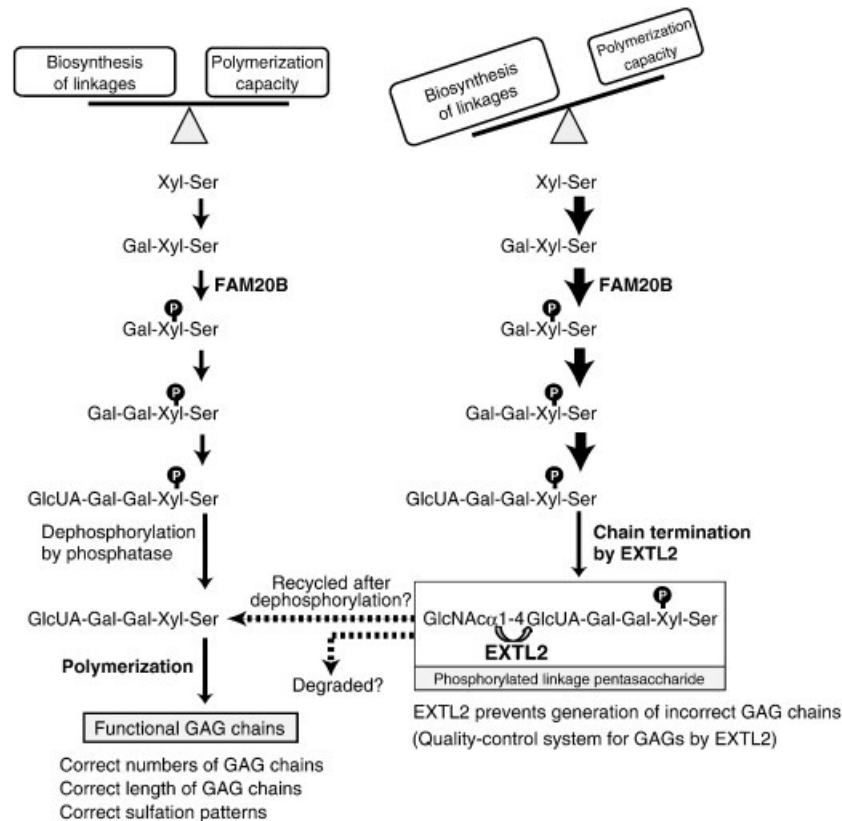 Biosynthesis
of linkages
Polymerization
capacity
Xyl-Ser
Gal-Xyl-Ser
FAM20B
P
Gal-Xyl-Ser
P
Gal-Gal-Xyl-Ser
P
GlcUA-Gal-Gal-Xyl-Ser
Dephosphorylation
by phosphatase
GlcUA-Gal-Gal-Xyl-Ser
Polymerization
Functional GAG chains
Correct numbers of GAG chains
Correct length of GAG chains
Correct sulfation patterns
Recycled after
dephosphorylation?
Degraded?
Biosynthesis
of linkages
Polymerization
capacity
Xyl-Ser
Gal-Xyl-Ser
FAM20B
P
Gal-Xyl-Ser
P
Gal-Gal-Xyl-Ser
P
GlcUA-Gal-Gal-Xyl-Ser
Chain termination
by EXTL2
P
GlcNAcα1-4GlcUA-Gal-Gal-Xyl-Ser
EXTL2
Phosphorylated linkage pentasaccharide
EXTL2 prevents generation of incorrect GAG chains
(Quality-control system for GAGs by EXTL2)